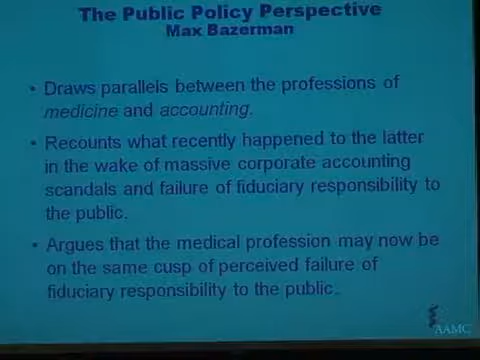 The Public Policy Perspective
Max Bazerman
• Draws parallels between the professions of
medicine and accounting.
• Recounts what recently happened to the latter
in the wake of massive corporate accounting
scandals and failure of fiduciary responsibility to
the public.
• Argues that the medical profession may now be
on the same cusp of perceived failure of
fiduciary responsibility to the public.
AAMC